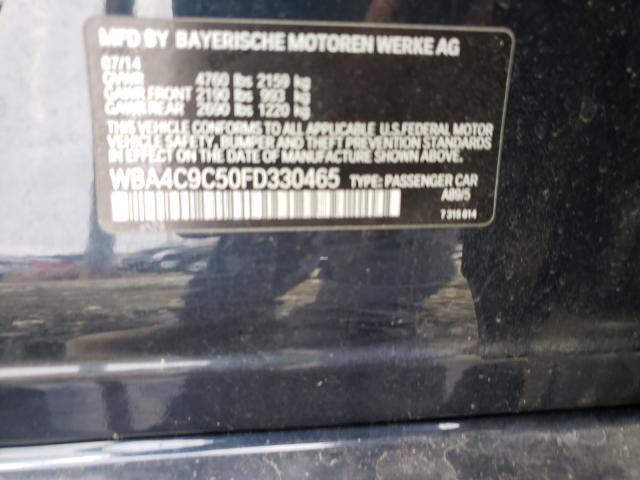 MFD BY BAYERISCHE MOTOREN WERKE AG
07/14
GVWR 4760 lbs 2159 kg
GAWR FRONT 2190 lbs 993 kg
GAWR REAR 2690 lbs 1220 kg
THIS VEHICLE CONFORMS TO ALL APPLICABLE U.S. FEDERAL MOTOR
VEHICLE SAFETY, BUMPER, AND THEFT PREVENTION STANDARDS
IN EFFECT ON THE DATE OF MANUFACTURE SHOWN ABOVE.
WBA4C9C50FD330465 TYPE: PASSENGER CAR
A89/5
7 315 814